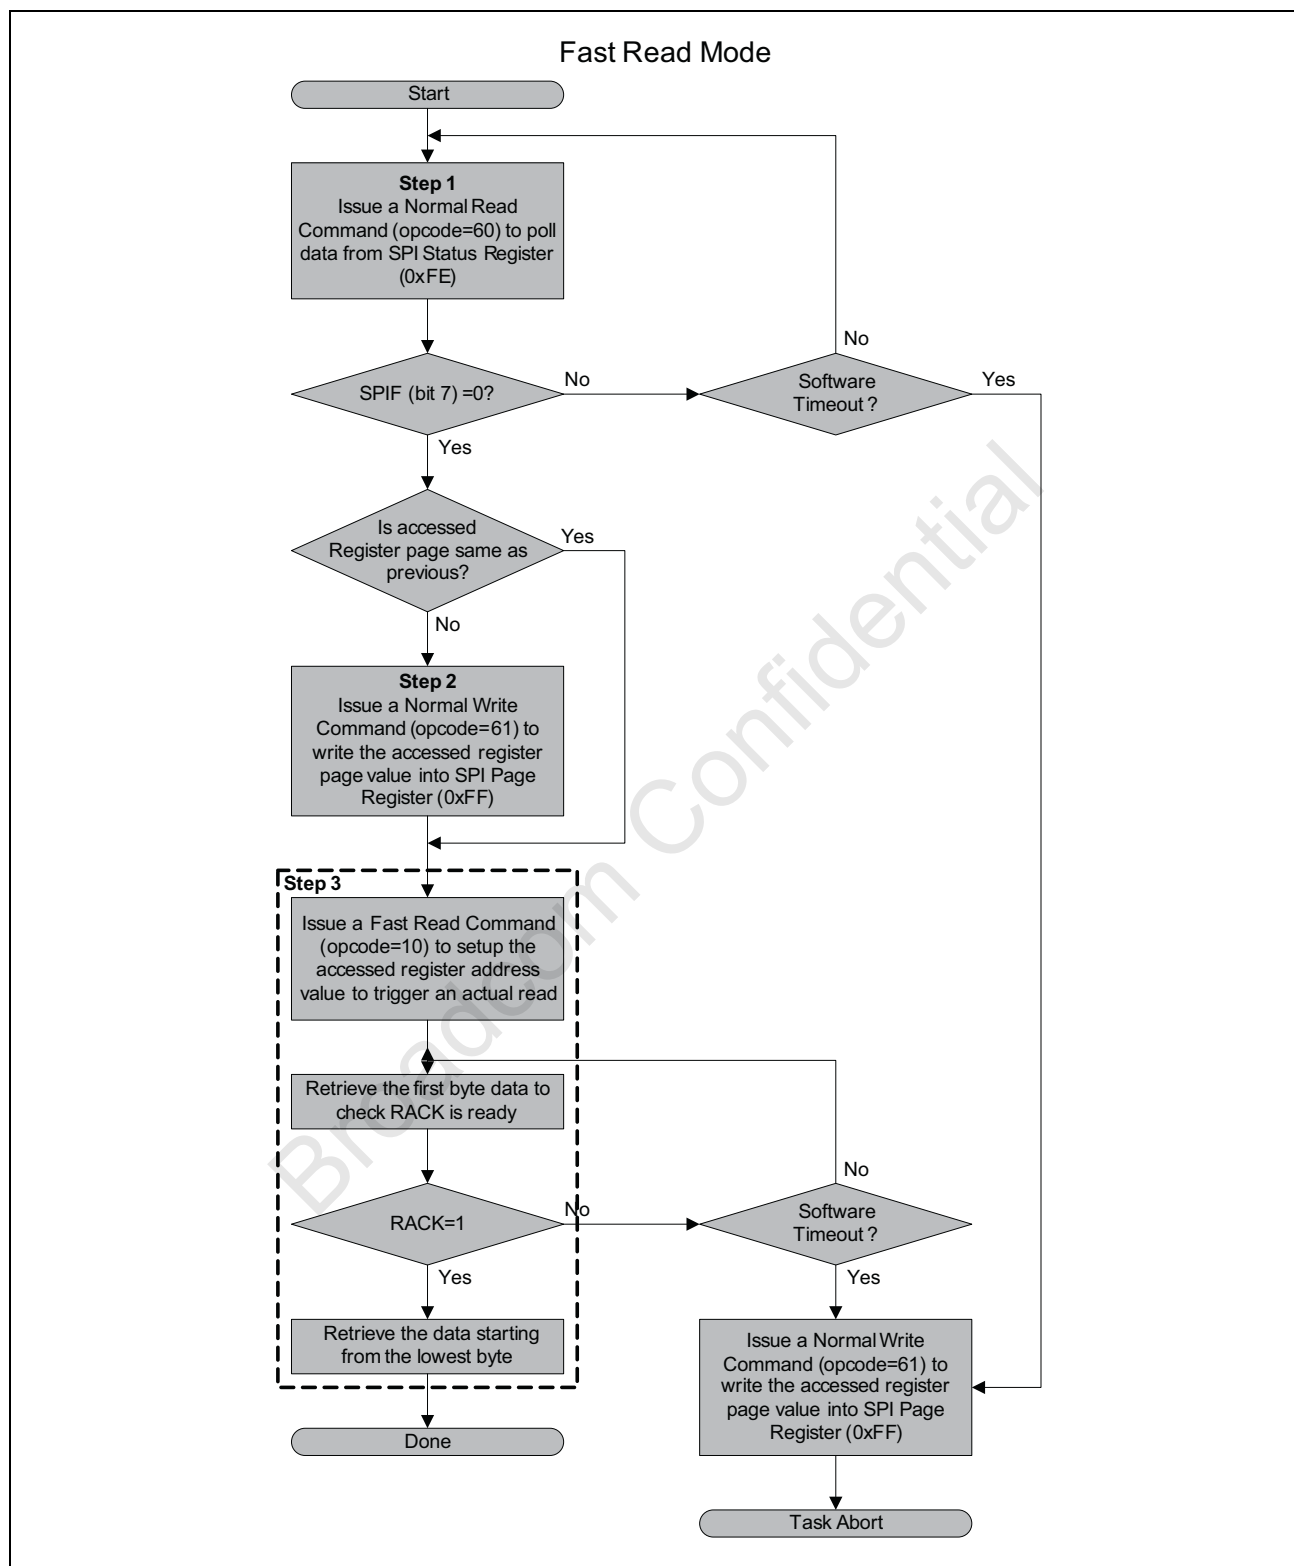 Fast Read Mode
Start
Step 1
Issue a Normal Read
Command (opcode=60) to poll
data from SPI Status Register
(0xFE)
No
SPIF (bit 7) =0?
No
Software
Timeout ?
Yes
Yes
Is accessed
Register page same as
previous?
Yes
No
Step 2
Issue a Normal Write
Command (opcode=61) to
write the accessed register
page value into SPI Page
Register (0xFF)
Step 3
Issue a Fast Read Command
(opcode=10) to setup the
accessed register address
value to trigger an actual read
Retrieve the first byte data to
check RACK is ready
No
RACK=1
No
Software
Timeout ?
Yes
Yes
Retrieve the data starting
from the lowest byte
Issue a Normal Write
Command (opcode=61) to
write the accessed register
page value into SPI Page
Register (0xFF)
Done
Task Abort
Broadcom Confidential